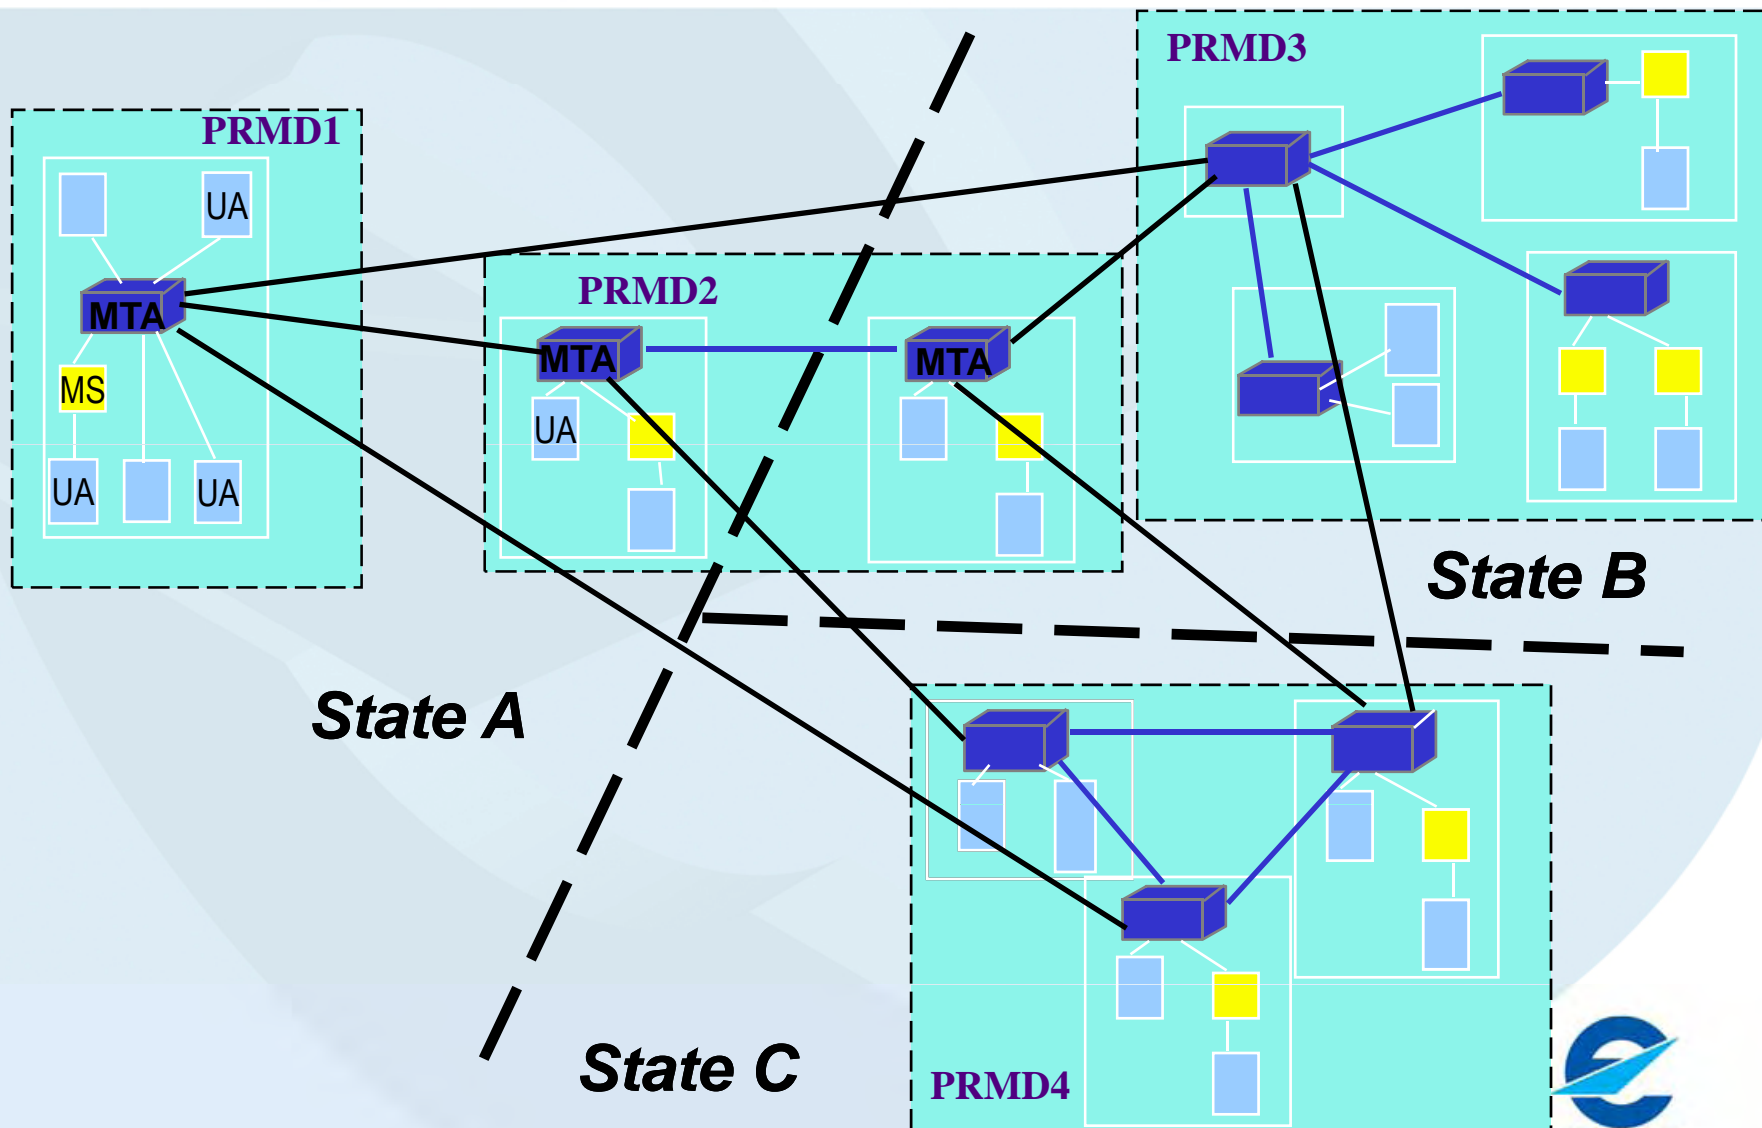 PRMD3
PRMD1
UA
MTA
MS
UA
UA
PRMD2
MTA
MTA
UA
State B
State A
State C
PRMD4